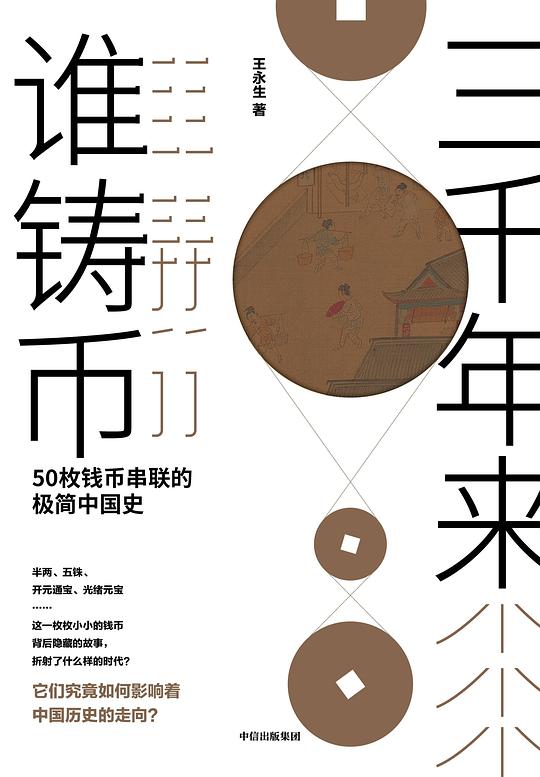 三千年来
谁铸币
王永生 著
50枚钱币串联的
极简中国史
半两、五铢、
开元通宝、光绪元宝
……
这一枚枚小小的钱币
背后隐藏的故事，
折射了什么样的时代？
它们究竟如何影响着
中国历史的走向？
中信出版集团